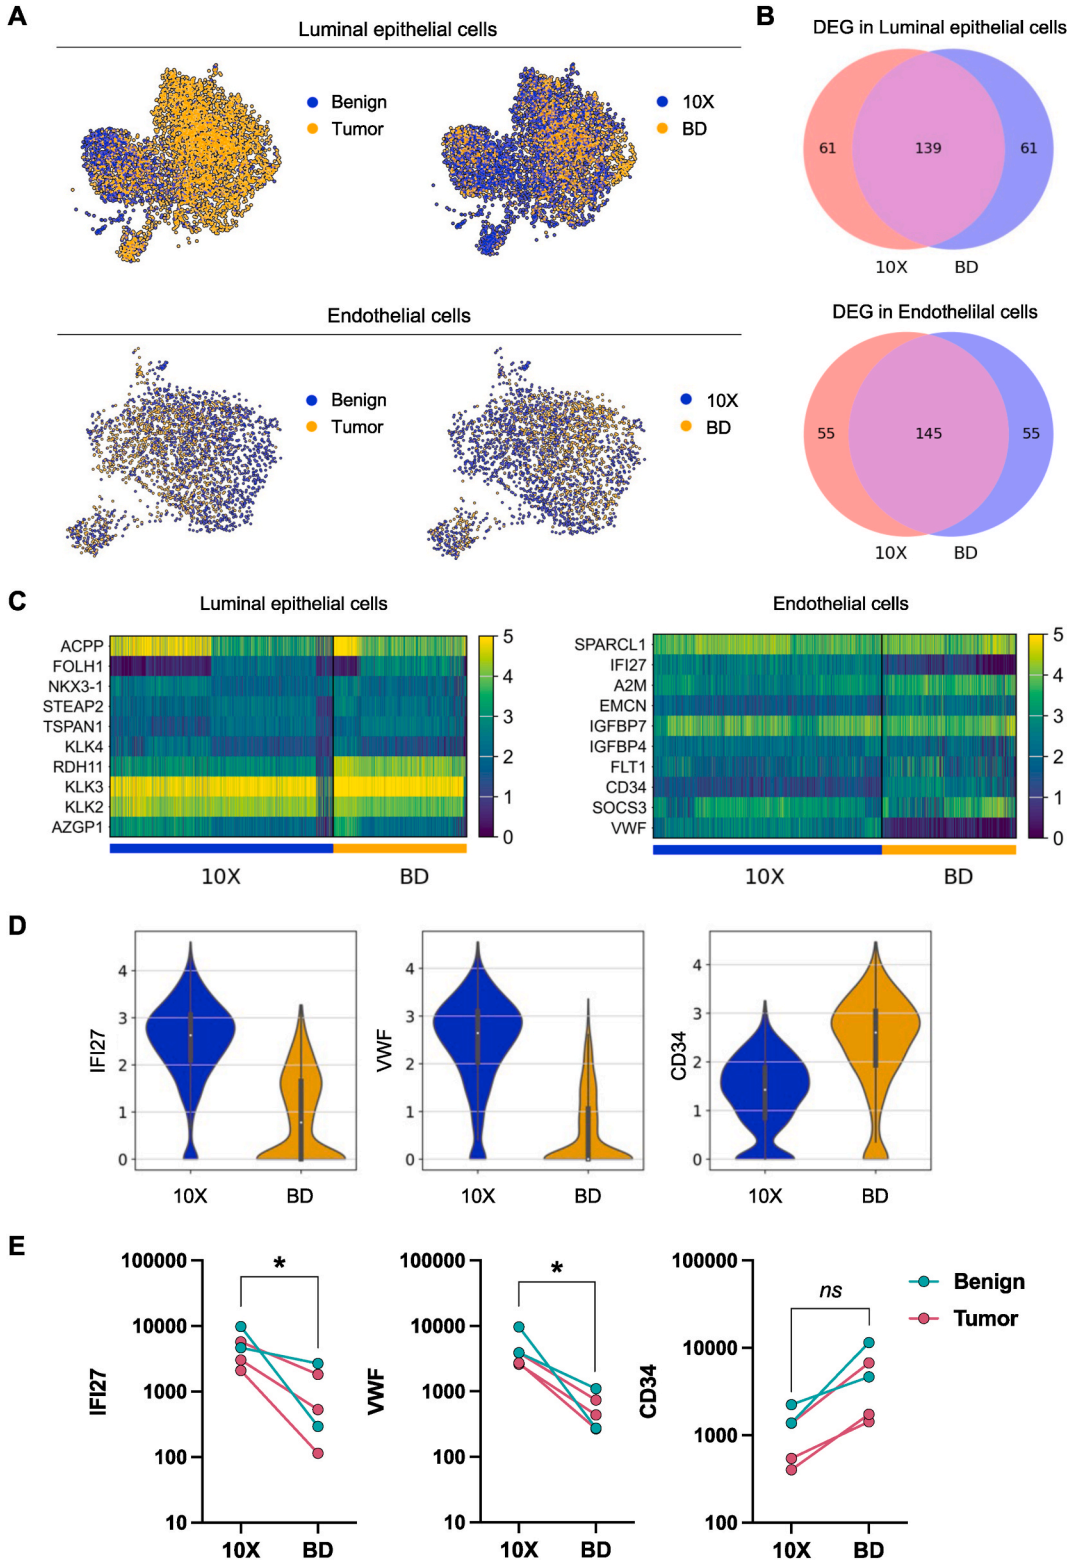 A
Luminal epithelial cells
Benign
Tumor
10X
BD
Endothelial cells
Benign
Tumor
10X
BD
B
DEG in Luminal epithelial cells
61
139
61
10X
BD
DEG in Endothelilal cells
55
145
55
10X
BD
C
Luminal epithelial cells
ACPP
FOLH1
NKX3-1
STEAP2
TSPAN1
KLK4
RDH11
KLK3
KLK2
AZGP1
5
4
3
2
1
0
10X
BD
Endothelial cells
SPARCL1
IFI27
A2M
EMCN
IGFBP7
IGFBP4
FLT1
CD34
SOCS3
VWF
5
4
3
2
1
0
10X
BD
D
IFI27
4
3
2
1
0
10X
BD
VWF
4
3
2
1
0
10X
BD
CD34
4
3
2
1
0
10X
BD
E
IFI27
100000
10000
1000
100
10
*
10X
BD
VWF
100000
10000
1000
100
10
*
10X
BD
CD34
100000
10000
1000
100
ns
10X
BD
Benign
Tumor